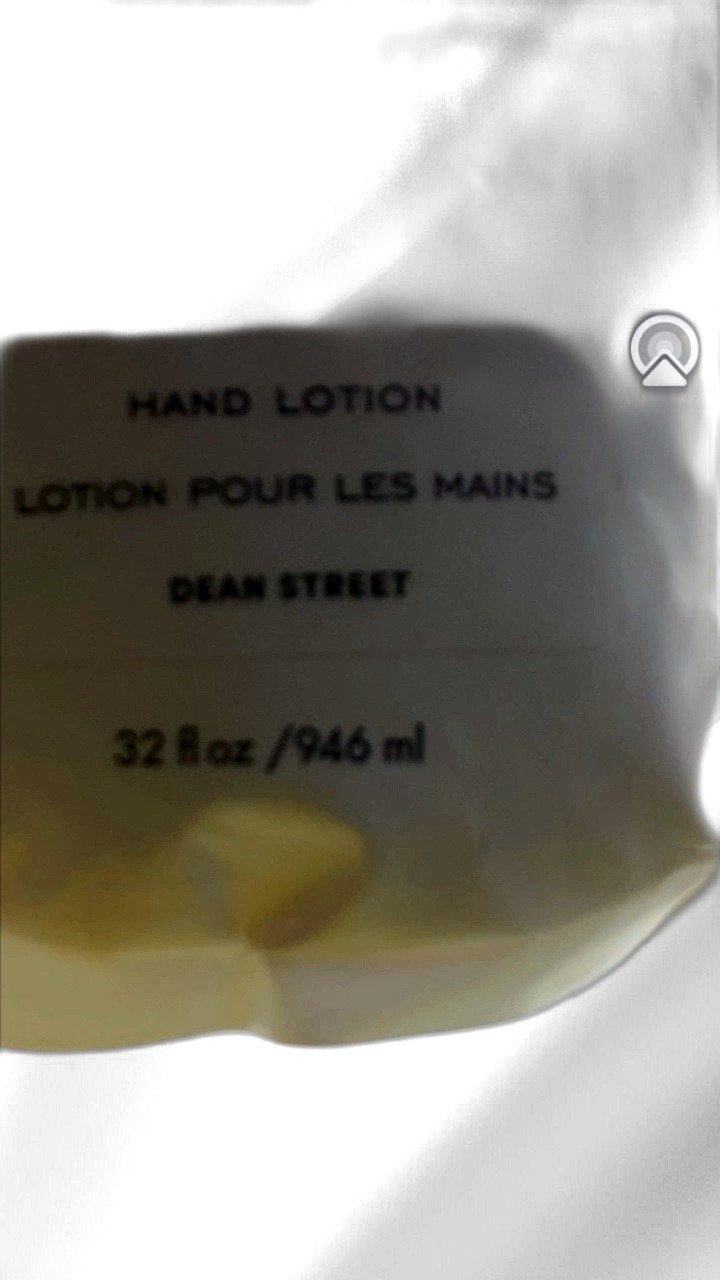 HAND LOTION
LOTION POUR LES MAINS
DEAN STREET
32 fl oz / 946 ml